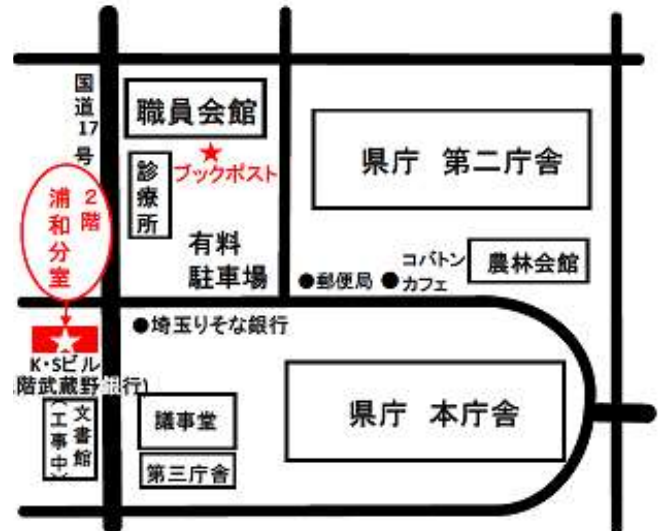 国道17号
職員会館
診療所
ブックポスト
県庁 第二庁舎
2階
浦和分室
有料
駐車場
●郵便局
コバトン
●カフェ
農林会館
●埼玉りそな銀行
K・Sビル
階武蔵野銀行)
文書館
(工事中)
議事堂
第三庁舎
県庁 本庁舎